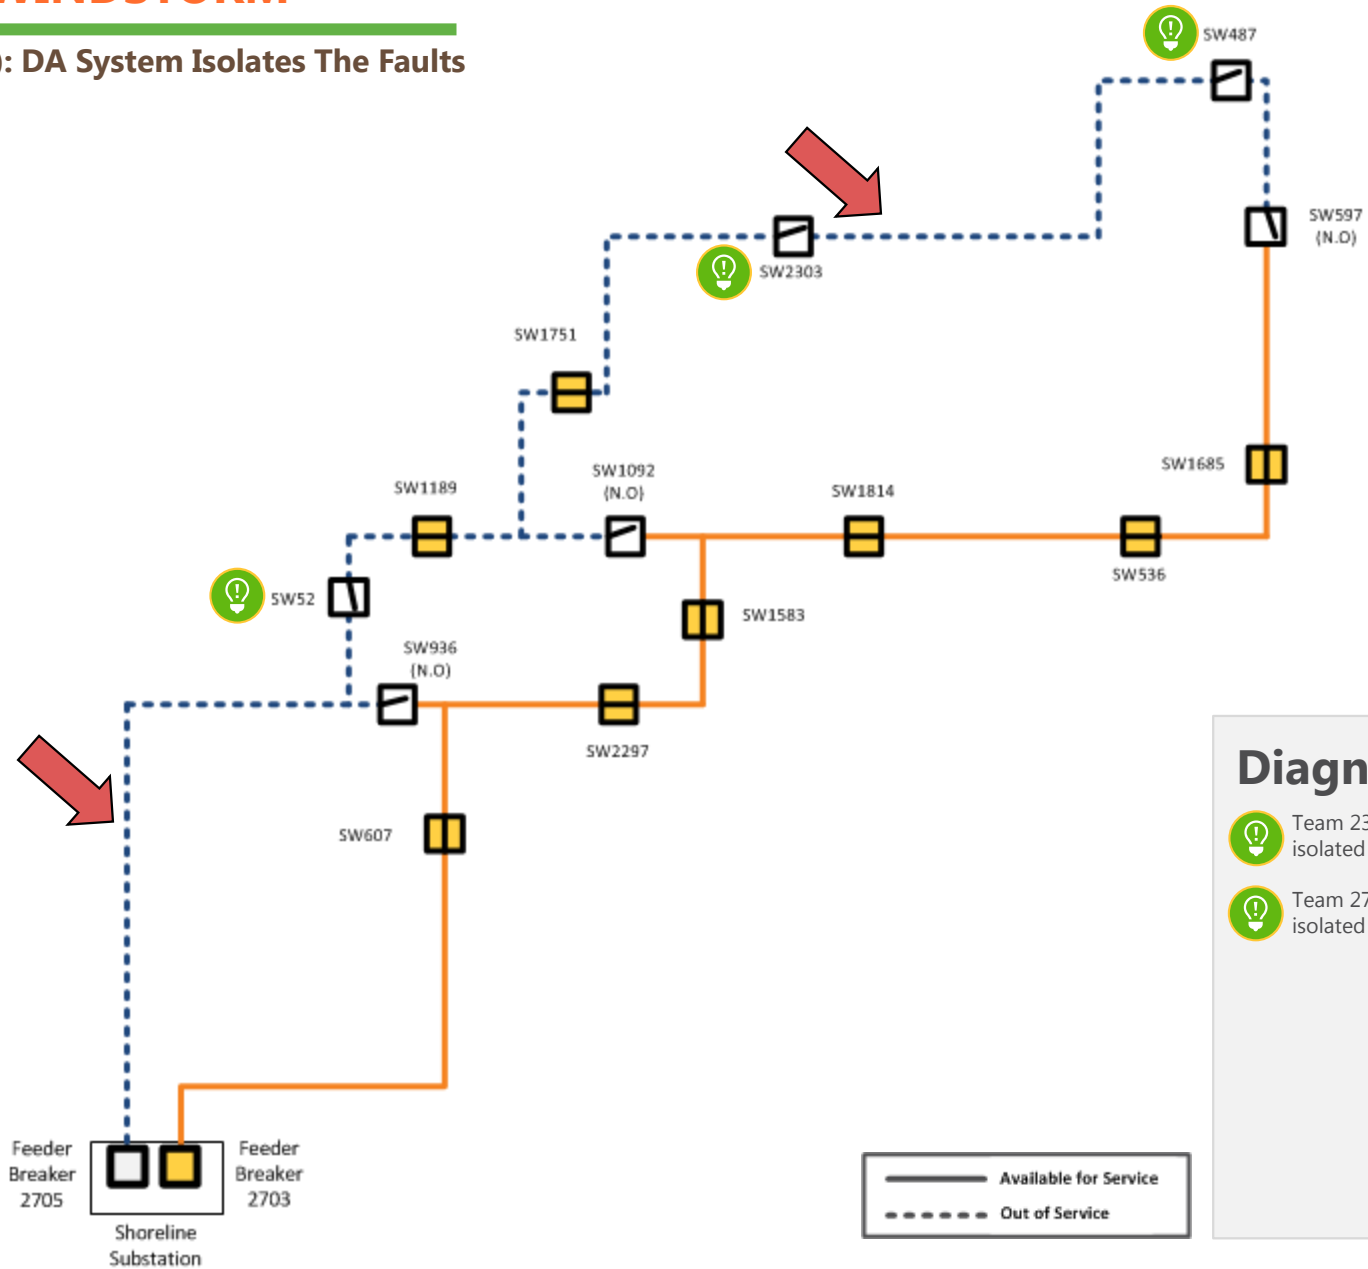 WINDSTORM
): DA System Isolates The Faults
SW487
SW597
(N.O)
SW2303
SW1751
SW1685
SW1092
(N.O)
SW1189
SW1814
SW536
SW52
SW1583
SW936
(N.O)
SW2297
Diagn
Team 23
isolated
SW607
Team 27
isolated
Feeder
Breaker
2705
Feeder
Breaker
2703
Shoreline
Substation
Available for Service
Out of Service